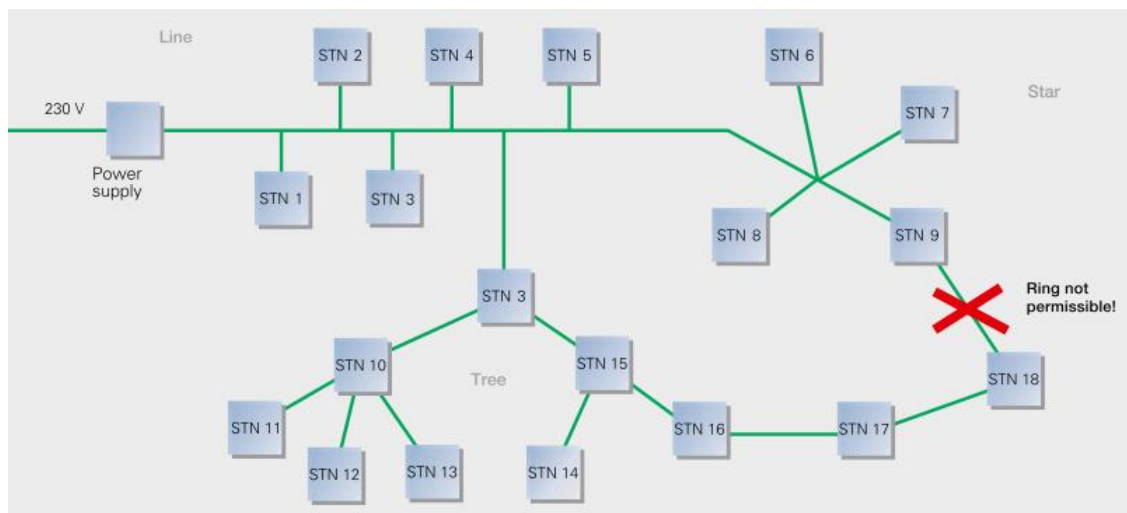 Line
STN 2
STN 4
STN 5
STN 6
Star
STN 7
230 V
Power
supply
STN 1
STN 3
STN 8
STN 9
STN 3
Ring not
permissible!
STN 10
Tree
STN 15
STN 18
STN 11
STN 16
STN 17
STN 12
STN 13
STN 14